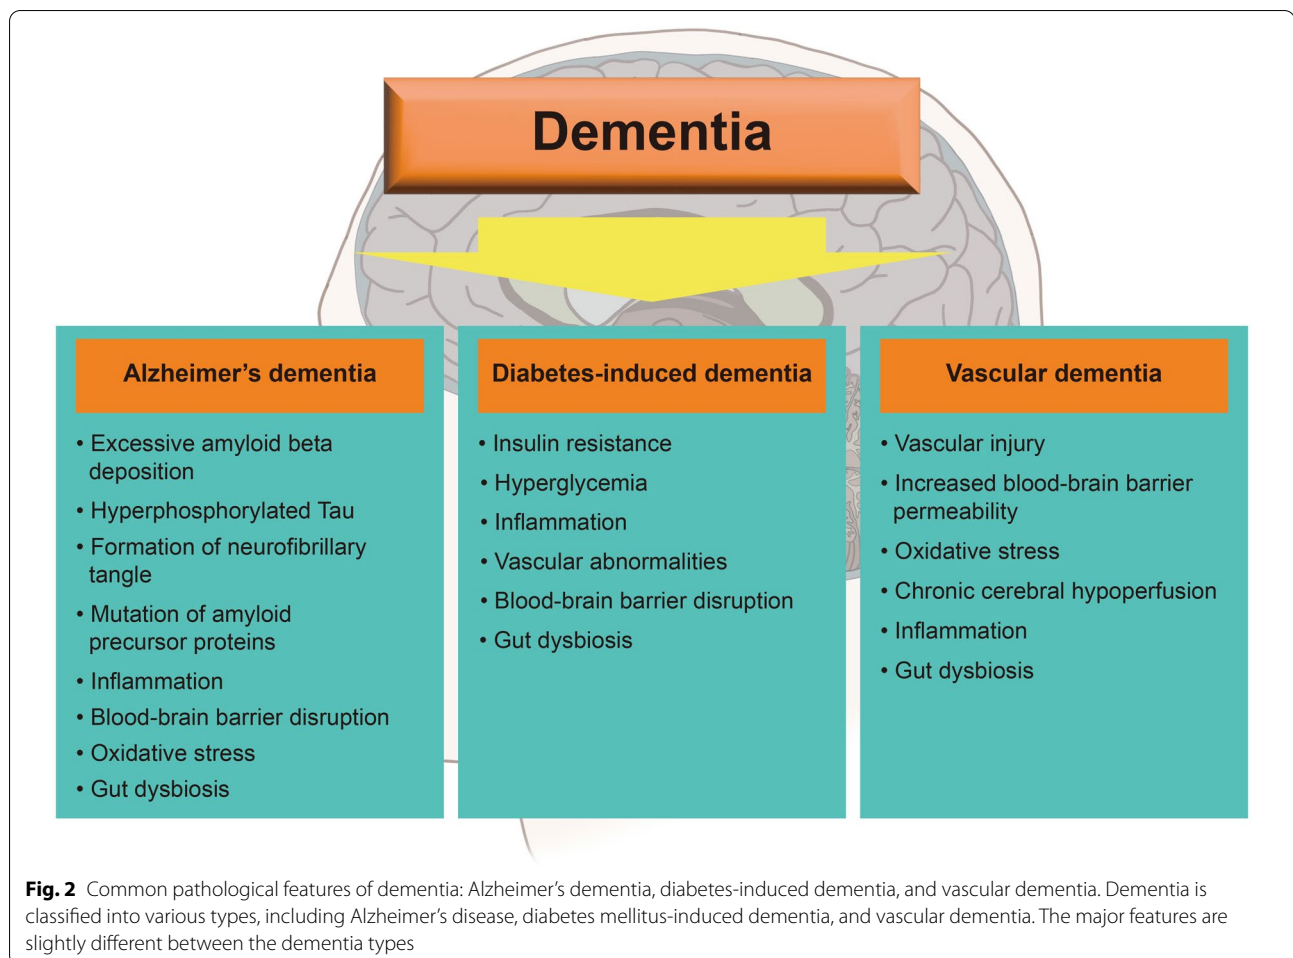 Dementia
Alzheimer’s dementia
• Excessive amyloid beta
deposition
• Hyperphosphorylated Tau
• Formation of neurofibrillary
tangle
• Mutation of amyloid
precursor proteins
• Inflammation
• Blood-brain barrier disruption
• Oxidative stress
• Gut dysbiosis
Diabetes-induced dementia
• Insulin resistance
• Hyperglycemia
• Inflammation
• Vascular abnormalities
• Blood-brain barrier disruption
• Gut dysbiosis
Vascular dementia
• Vascular injury
• Increased blood-brain barrier
permeability
• Oxidative stress
• Chronic cerebral hypoperfusion
• Inflammation
• Gut dysbiosis
Fig. 2 Common pathological features of dementia: Alzheimer’s dementia, diabetes-induced dementia, and vascular dementia. Dementia is
classified into various types, including Alzheimer’s disease, diabetes mellitus-induced dementia, and vascular dementia. The major features are
slightly different between the dementia types